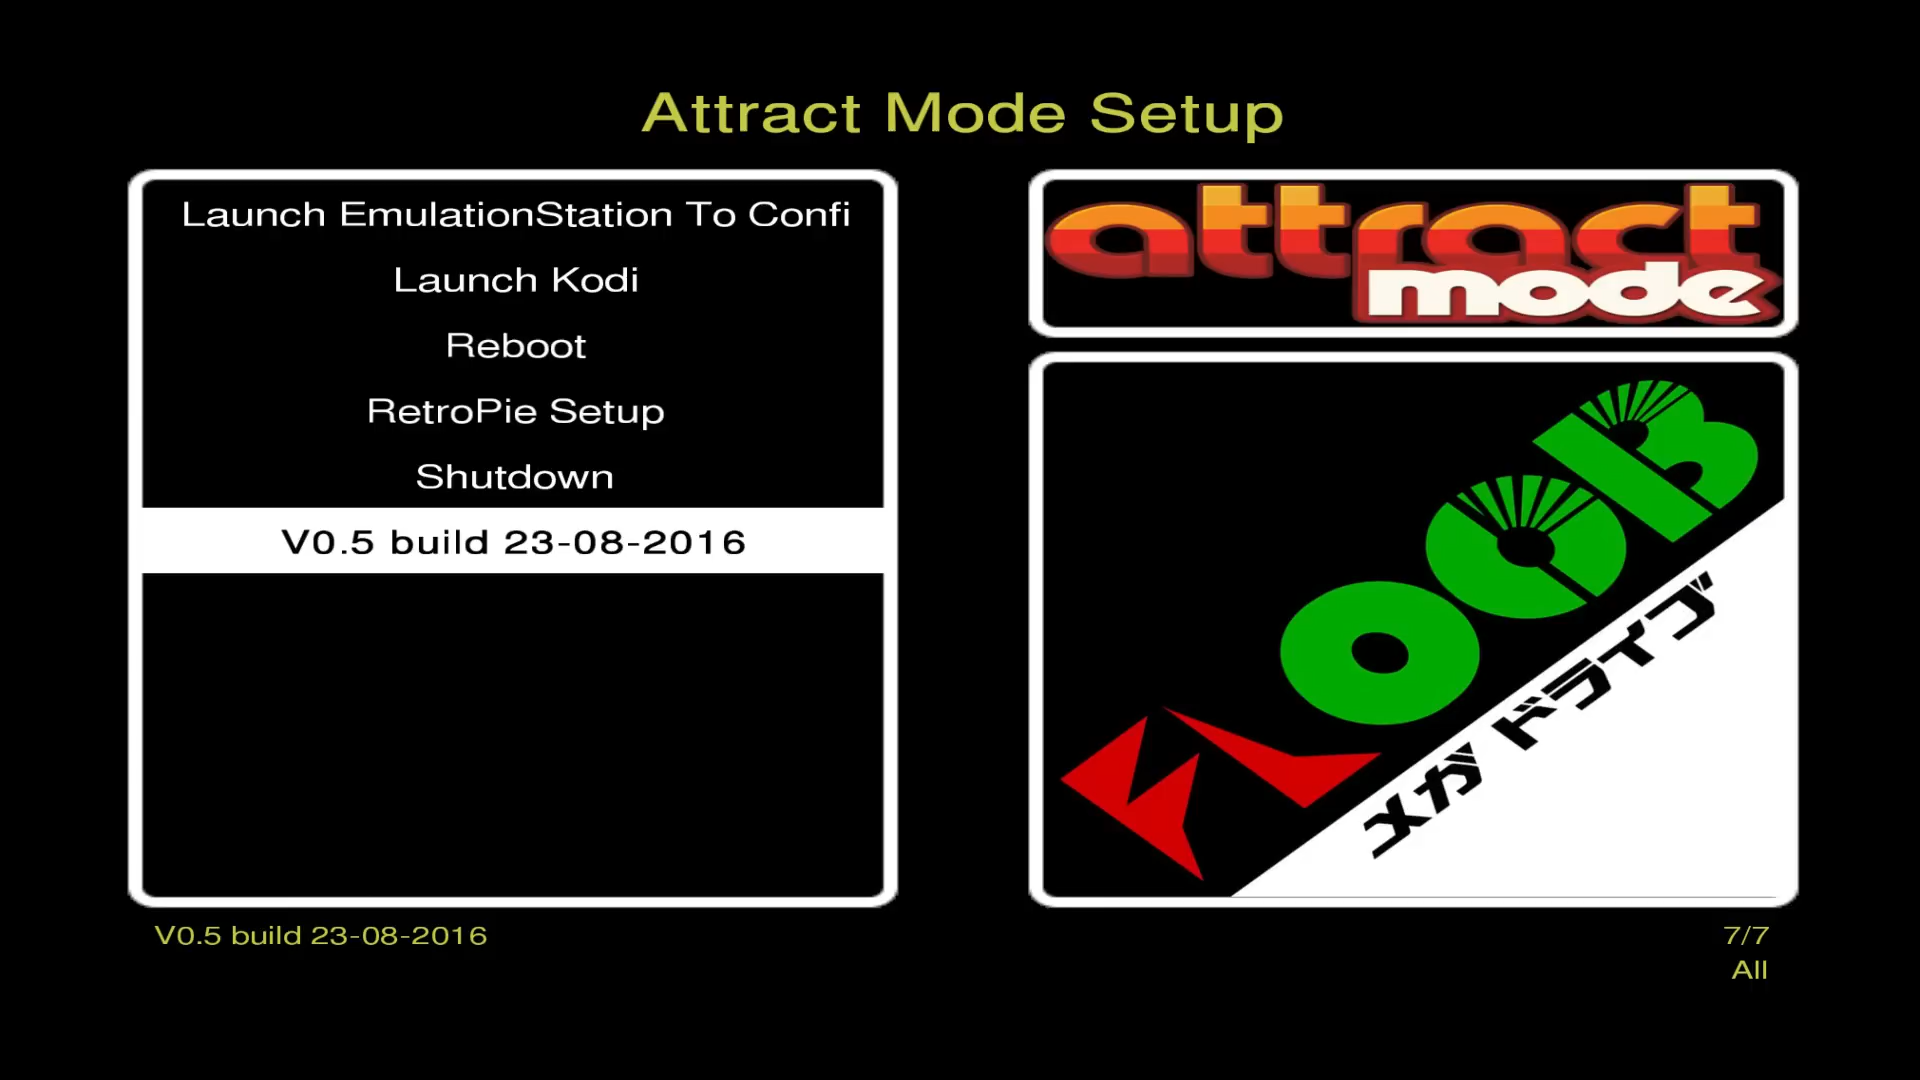 Attract Mode Setup
Launch EmulationStation To Confi
Launch Kodi
Reboot
RetroPie Setup
Shutdown
V0.5 build 23-08-2016
attract
mode
メガドライブ
V0.5 build 23-08-2016
7/7
All